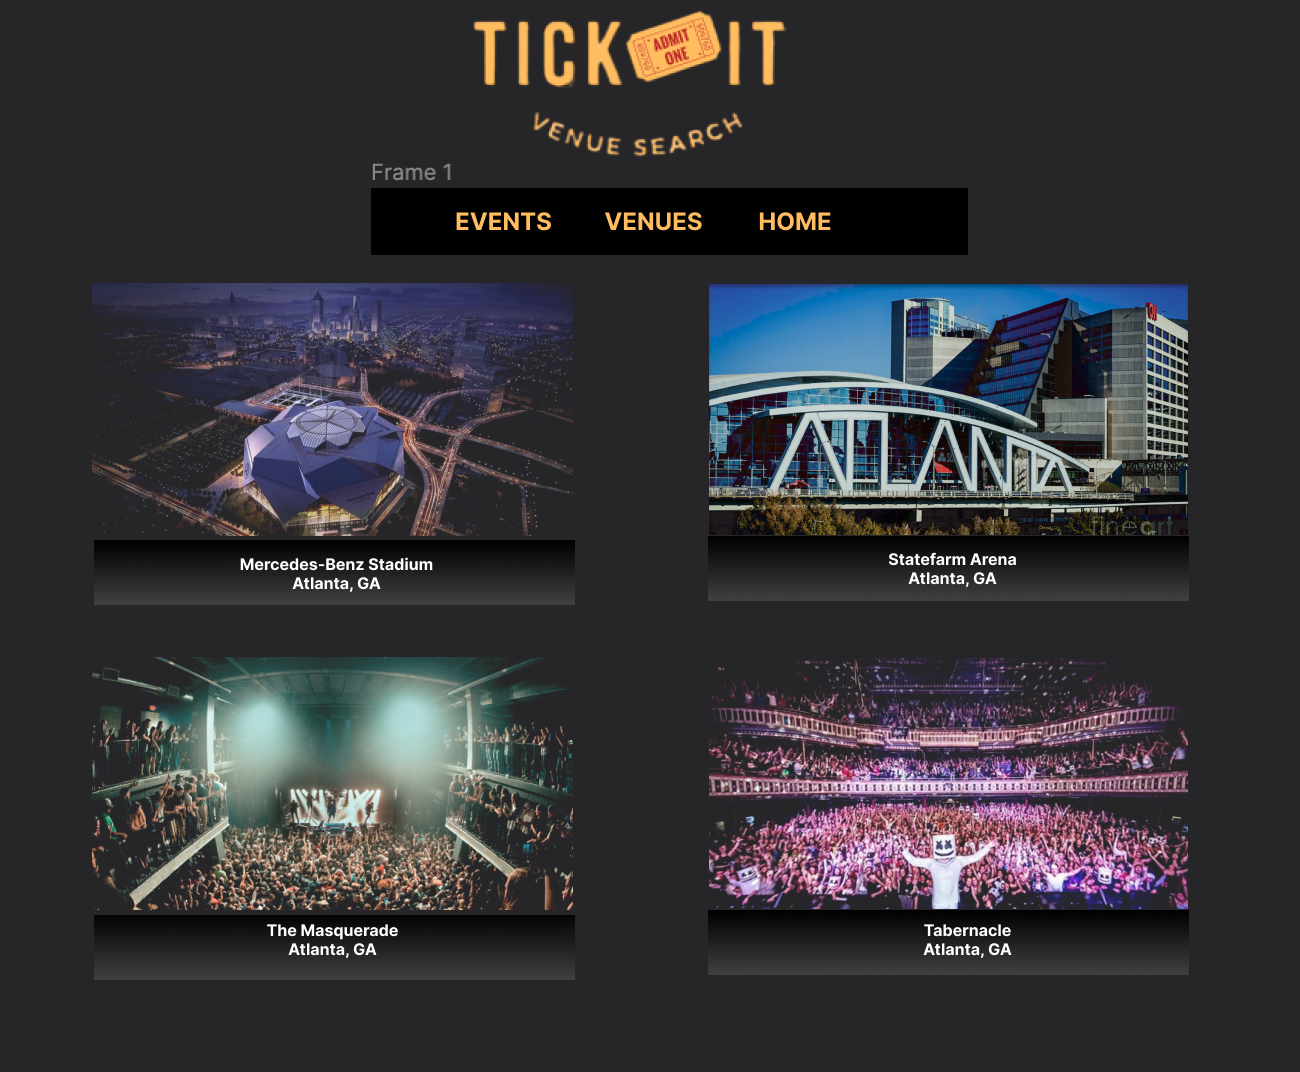 TICK IT
ADMIT
ONE
VENUE SEARCH
Frame 1
EVENTS VENUES HOME
ATLANTA
fineart
Mercedes-Benz Stadium
Atlanta, GA
Statefarm Arena
Atlanta, GA
The Masquerade
Atlanta, GA
Tabernacle
Atlanta, GA